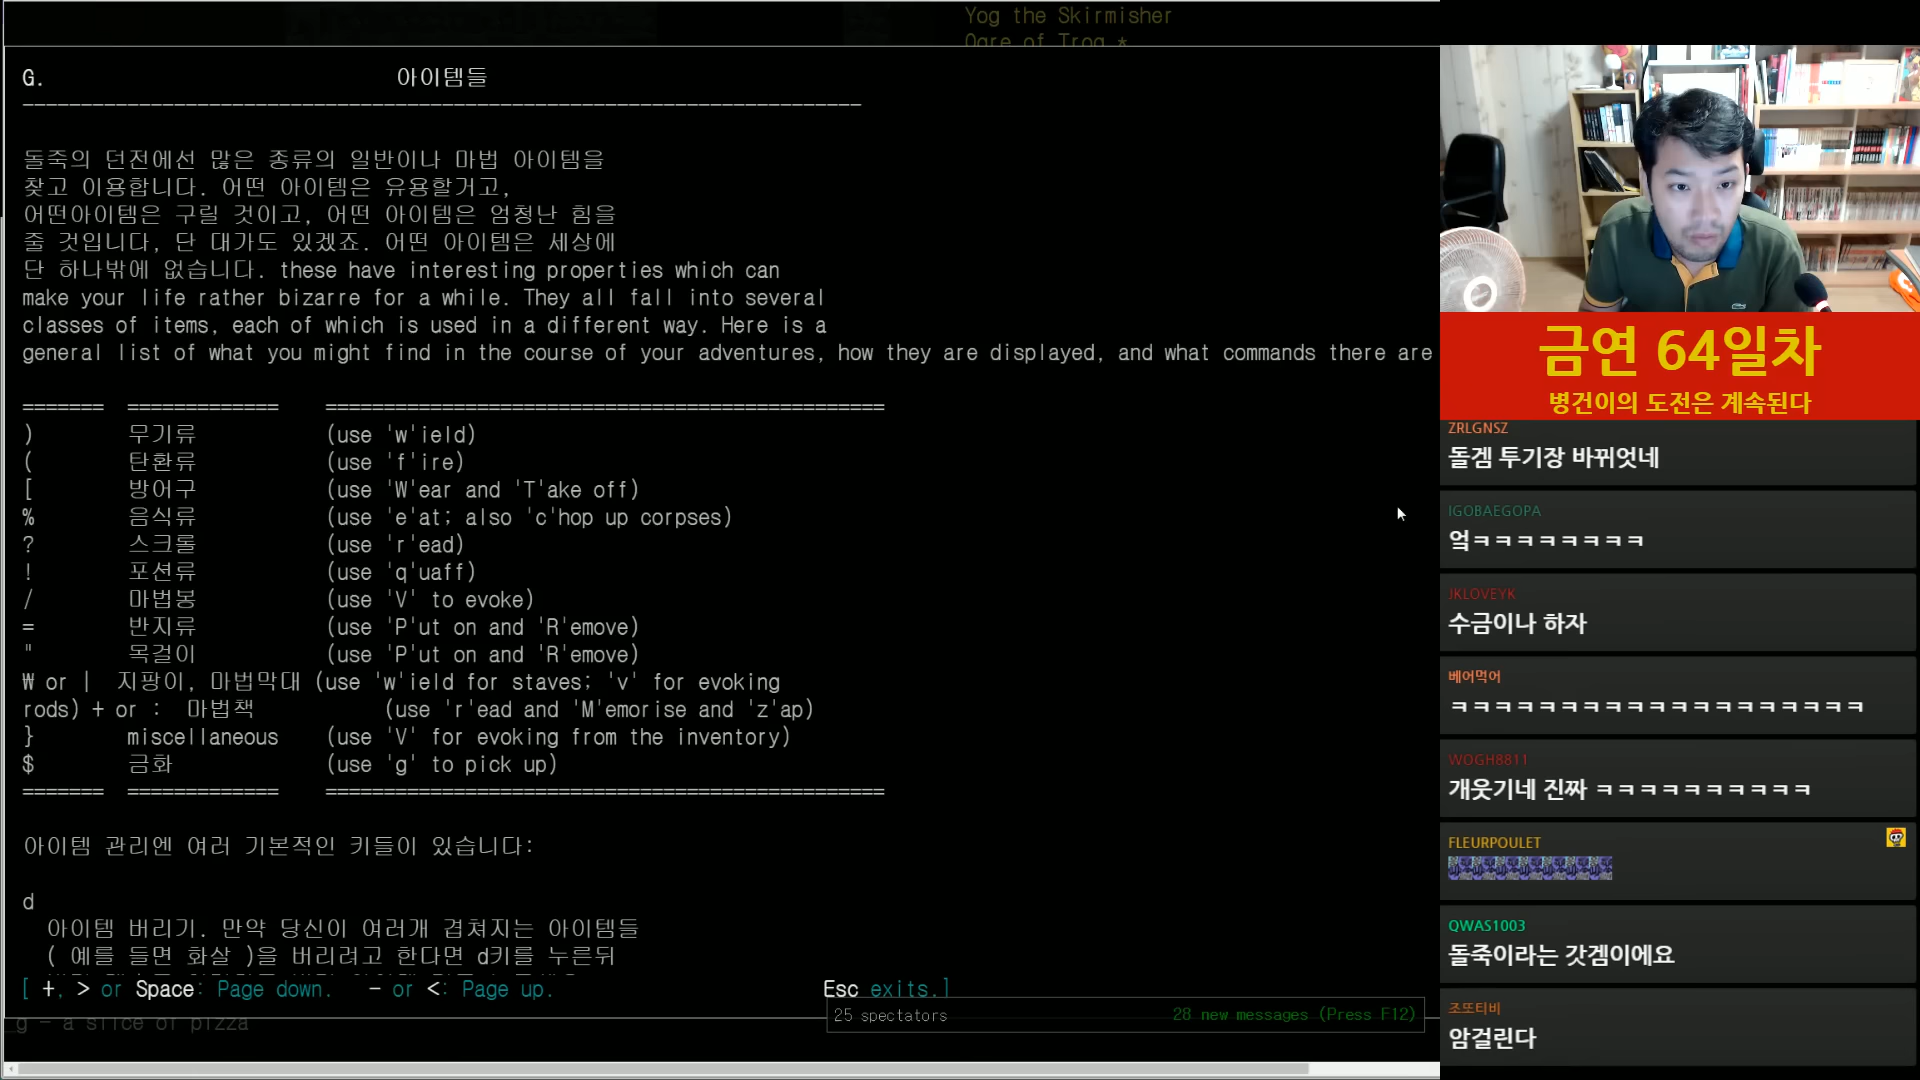 Yog the Skirmisher
Ogre of Trog *
G. 아이템들
돌죽의 던전에선 많은 종류의 일반이나 마법 아이템을
찾고 이용합니다. 어떤 아이템은 유용할거고,
어떤아이템은 구릴 것이고, 어떤 아이템은 엄청난 힘을
줄 것입니다, 단 대가도 있겠죠. 어떤 아이템은 세상에
단 하나밖에 없습니다. these have interesting properties which can
make your life rather bizarre for a while. They all fall into several
classes of items, each of which is used in a different way. Here is a
general list of what you might find in the course of your adventures, how they are displayed, and what commands there are
======= ============= ================================================
) 무기류 (use 'w'ield)
( 탄환류 (use 'f'ire)
[ 방어구 (use 'W'ear and 'T'ake off)
% 음식류 (use 'e'at; also 'c'hop up corpses)
? 스크롤 (use 'r'ead)
! 포션류 (use 'q'uaff)
/ 마법봉 (use 'V' to evoke)
= 반지류 (use 'P'ut on and 'R'emove)
" 목걸이 (use 'P'ut on and 'R'emove)
₩ or | 지팡이, 마법막대 (use 'w'ield for staves; 'v' for evoking
rods) + or : 마법책 (use 'r'ead and 'M'emorise and 'z'ap)
} miscellaneous (use 'V' for evoking from the inventory)
$ 금화 (use 'g' to pick up)
======= ============= ================================================
아이템 관리엔 여러 기본적인 키들이 있습니다:
d
아이템 버리기. 만약 당신이 여러개 겹쳐지는 아이템들
( 예를 들면 화살 )을 버리려고 한다면 d키를 누른뒤
[ +, > or Space: Page down. - or <: Page up. Esc exits.]
25 spectators 28 new messages (Press F12)
g - a slice of pizza
금연 64일차
병건이의 도전은 계속된다
ZRLGNSZ
돌겜 투기장 바뀌엇네
IGOBAEGOPA
엌ㅋㅋㅋㅋㅋㅋㅋㅋ
JKLOVEYK
수금이나 하자
베어먹어
ㅋㅋㅋㅋㅋㅋㅋㅋㅋㅋㅋㅋㅋㅋㅋㅋㅋㅋㅋ
WOGH8811
개웃기네 진짜 ㅋㅋㅋㅋㅋㅋㅋㅋㅋㅋ
FLEURPOULET
QWAS1003
돌죽이라는 갓겜이에요
조또티비
암걸린다